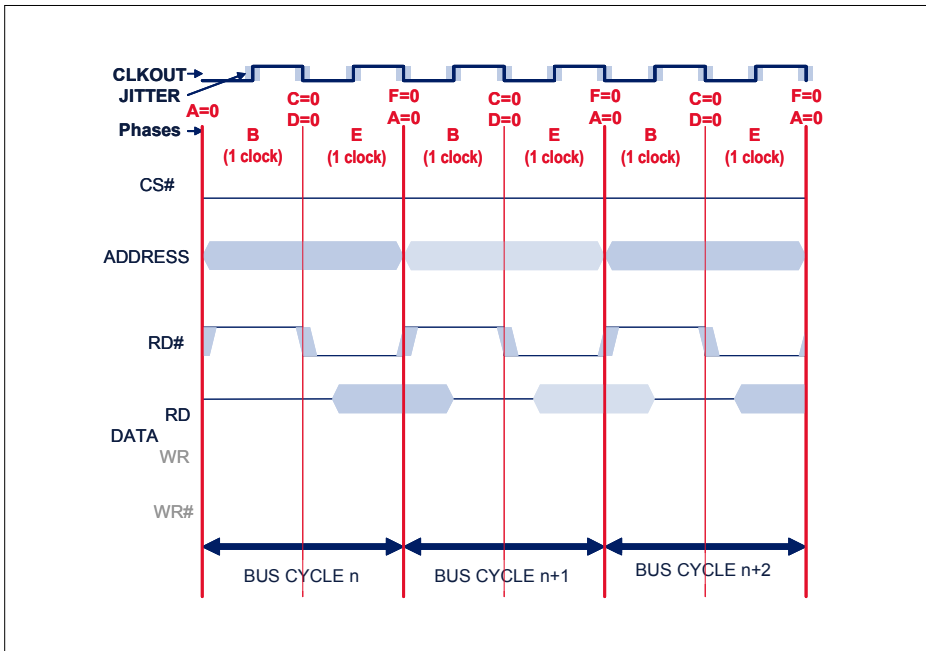 CLKOUT
JITTER
A=0 C=0 F=0 C=0 F=0 C=0 F=0
D=0 A=0 D=0 A=0 D=0 A=0
Phases B E B E B E
(1 clock) (1 clock) (1 clock) (1 clock) (1 clock) (1 clock)
CS#
ADDRESS
RD#
RD
DATA
WR
WR#
BUS CYCLE n BUS CYCLE n+1 BUS CYCLE n+2